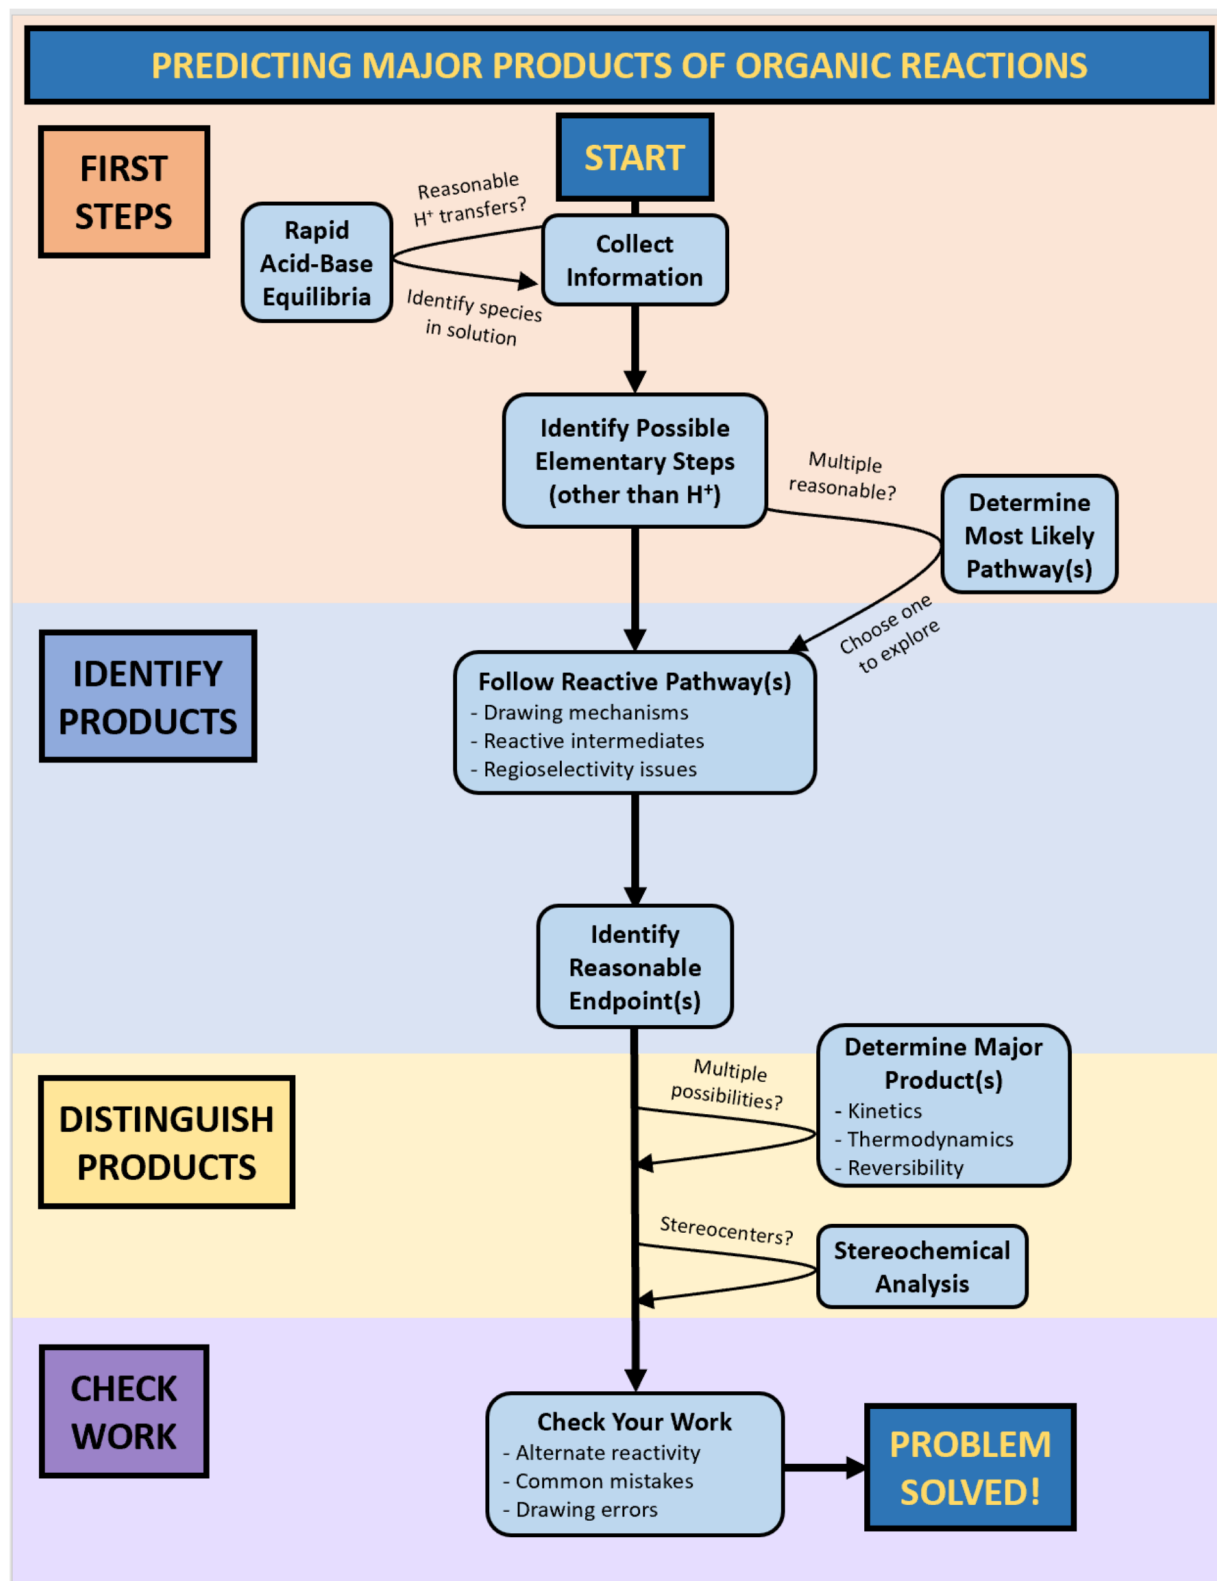 PREDICTING MAJOR PRODUCTS OF ORGANIC REACTIONS
FIRST
STEPS
START
Reasonable
H⁺ transfers?
Rapid
Acid-Base
Equilibria
Collect
Information
Identify species
in solution
Identify Possible
Elementary Steps
(other than H⁺)
Multiple
reasonable?
Determine
Most Likely
Pathway(s)
Choose one
to explore
IDENTIFY
PRODUCTS
Follow Reactive Pathway(s)
- Drawing mechanisms
- Reactive intermediates
- Regioselectivity issues
Identify
Reasonable
Endpoint(s)
DISTINGUISH
PRODUCTS
Multiple
possibilities?
Determine Major
Product(s)
- Kinetics
- Thermodynamics
- Reversibility
Stereocenters?
Stereochemical
Analysis
CHECK
WORK
Check Your Work
- Alternate reactivity
- Common mistakes
- Drawing errors
PROBLEM
SOLVED!